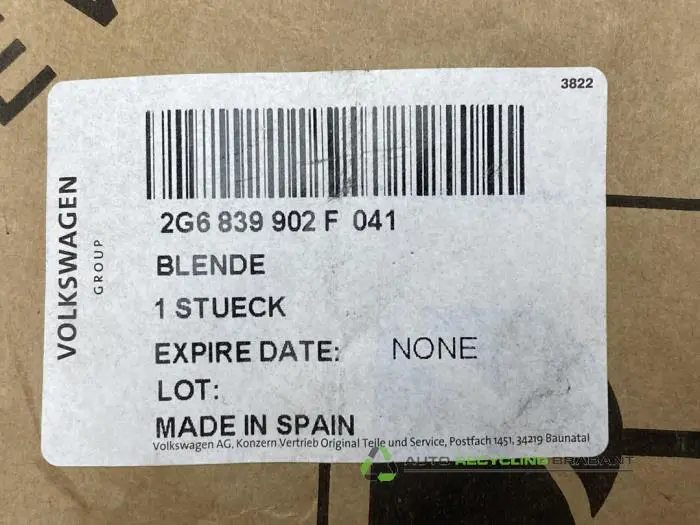 3822
VOLKSWAGEN
GROUP
2G6 839 902 F 041
BLENDE
1 STUECK
EXPIRE DATE: NONE
LOT:
MADE IN SPAIN
Volkswagen AG, Konzern Vertrieb Original Teile und Service, Postfach 1451, 34219 Baunatal
AUTO RECYCLING BRABANT